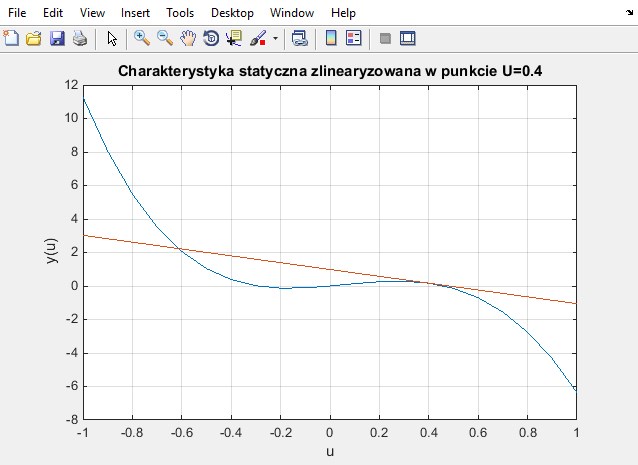 File Edit View Insert Tools Desktop Window Help
Charakterystyka statyczna zlinearyzowana w punkcie U=0.4
12
10
8
6
4
2
0
-2
-4
-6
-8
y(u)
-1 -0.8 -0.6 -0.4 -0.2 0 0.2 0.4 0.6 0.8 1
u